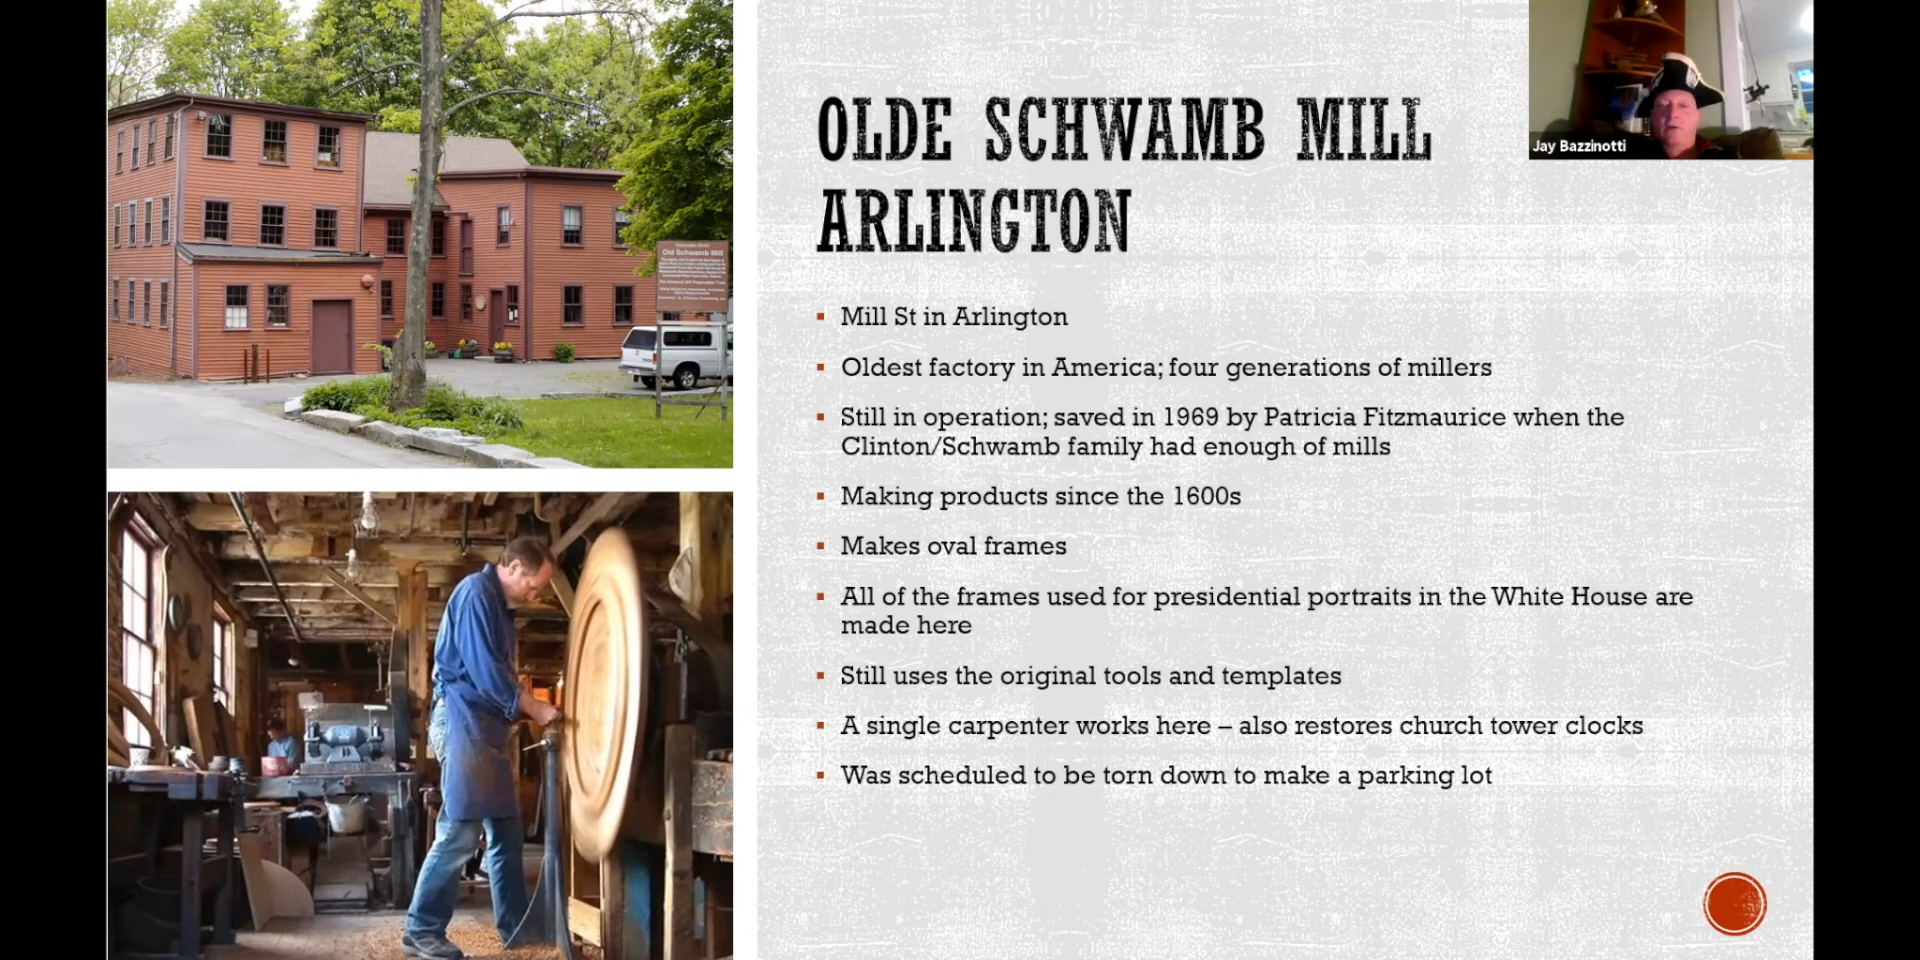 OLDE SCHWAMB MILL
ARLINGTON
Jay Bazzinotti
Old Schwamb Mill
Mill St in Arlington
Oldest factory in America; four generations of millers
Still in operation; saved in 1969 by Patricia Fitzmaurice when the
Clinton/Schwamb family had enough of mills
Making products since the 1600s
Makes oval frames
All of the frames used for presidential portraits in the White House are
made here
Still uses the original tools and templates
A single carpenter works here – also restores church tower clocks
Was scheduled to be torn down to make a parking lot